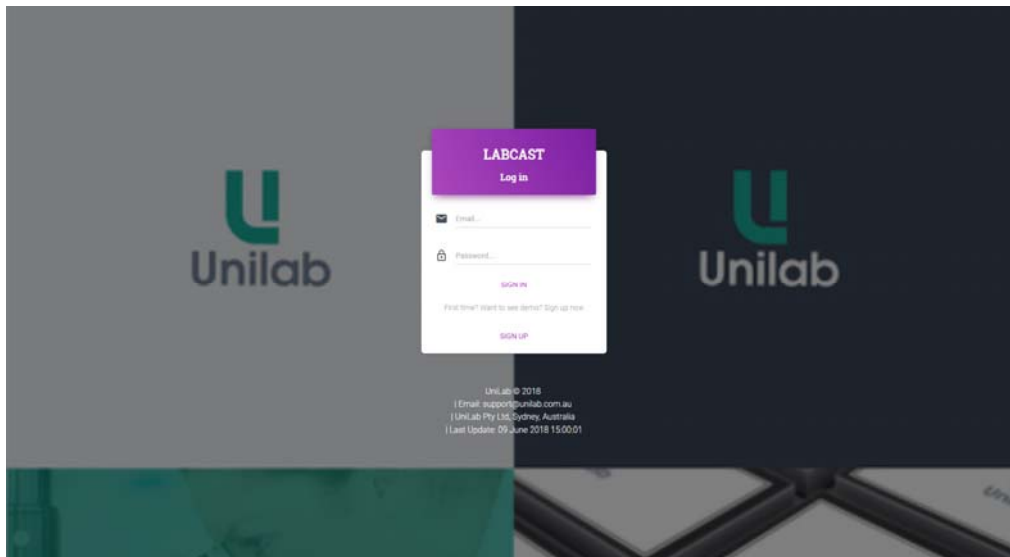 Unilab
LABCAST
Log in
Email...
Password...
SIGN IN
First time? Want to see demo? Sign up now
SIGN UP
Unilab
UniLab © 2018
| Email: support@unilab.com.au
| UniLab Pty Ltd, Sydney, Australia
| Last Update: 09 June 2018 15:00:01